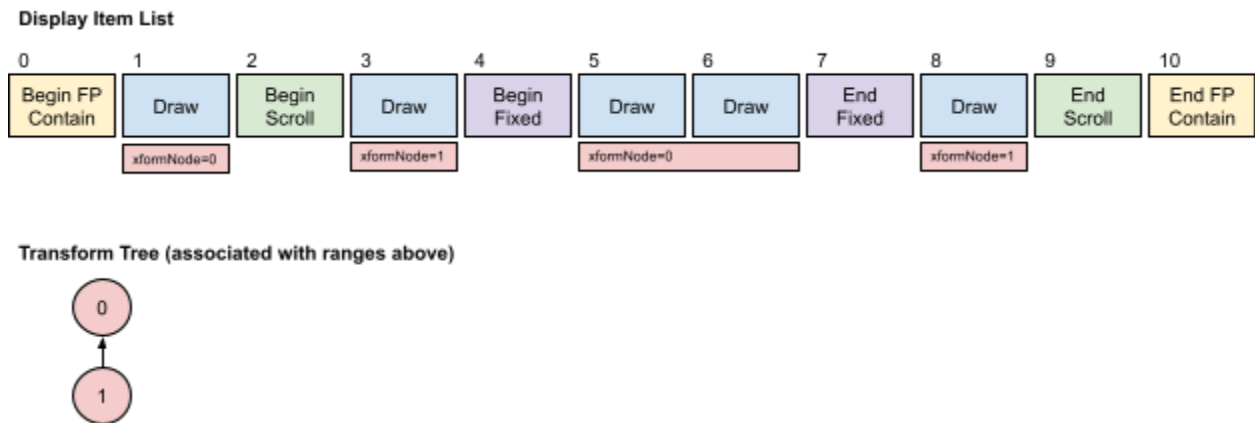 Display Item List
0 1 2 3 4 5 6 7 8 9 10
Begin FP Contain
Draw
Begin Scroll
Draw
Begin Fixed
Draw
Draw
End Fixed
Draw
End Scroll
End FP Contain
xformNode=0
xformNode=1
xformNode=0
xformNode=1
Transform Tree (associated with ranges above)
0
1